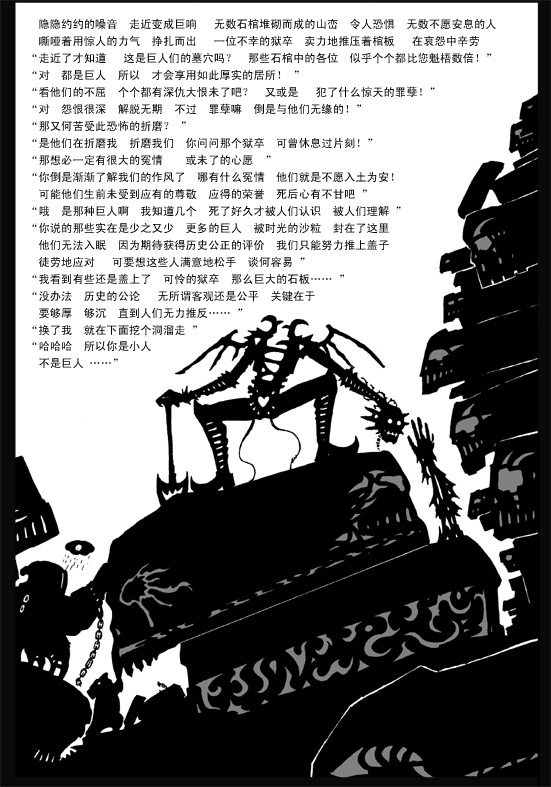 隐隐约约的噪音 走近变成巨响 无数石棺堆砌而成的山峦 令人恐惧 无数不愿安息的人
嘶哑着用惊人的力气 挣扎而出 一位不幸的狱卒 卖力地推压着棺板 在哀怨中辛劳
“走近了才知道 这是巨人们的墓穴吗？ 那些石棺中的各位 似乎个个都比您魁梧数倍！”
“对 都是巨人 所以 才会享用如此厚实的居所！ ”
“看他们的不屈 个个都有深仇大恨未了吧？ 又或是 犯了什么惊天的罪孽！”
“对 怨恨很深 解脱无期 不过 罪孽嘛 倒是与他们无缘的！”
“那又何苦受此恐怖的折磨？ ”
“是他们在折磨我 折磨我们 你问问那个狱卒 可曾休息过片刻！”
“那想必一定有很大的冤情 或未了的心愿 ”
“你倒是渐渐了解我们的作风了 哪有什么冤情 他们就是不愿入土为安！
可能他们生前未受到应有的尊敬 应得的荣誉 死后心有不甘吧 ”
“哦 是那种巨人啊 我知道几个 死了好久才被人们认识 被人们理解 ”
“你说的那些实在是少之又少 更多的巨人 被时光的沙粒 封在了这里
他们无法入眠 因为期待获得历史公正的评价 我们只能努力推上盖子
徒劳地应对 可要想这些人满意地松手 谈何容易 ”
“我看到有些还是盖上了 可怜的狱卒 那么巨大的石板…… ”
“没办法 历史的公论 无所谓客观还是公平 关键在于
要够厚 够沉 直到人们无力推反…… ”
“换了我 就在下面挖个洞溜走 ”
“哈哈哈 所以你是小人
不是巨人 ……”